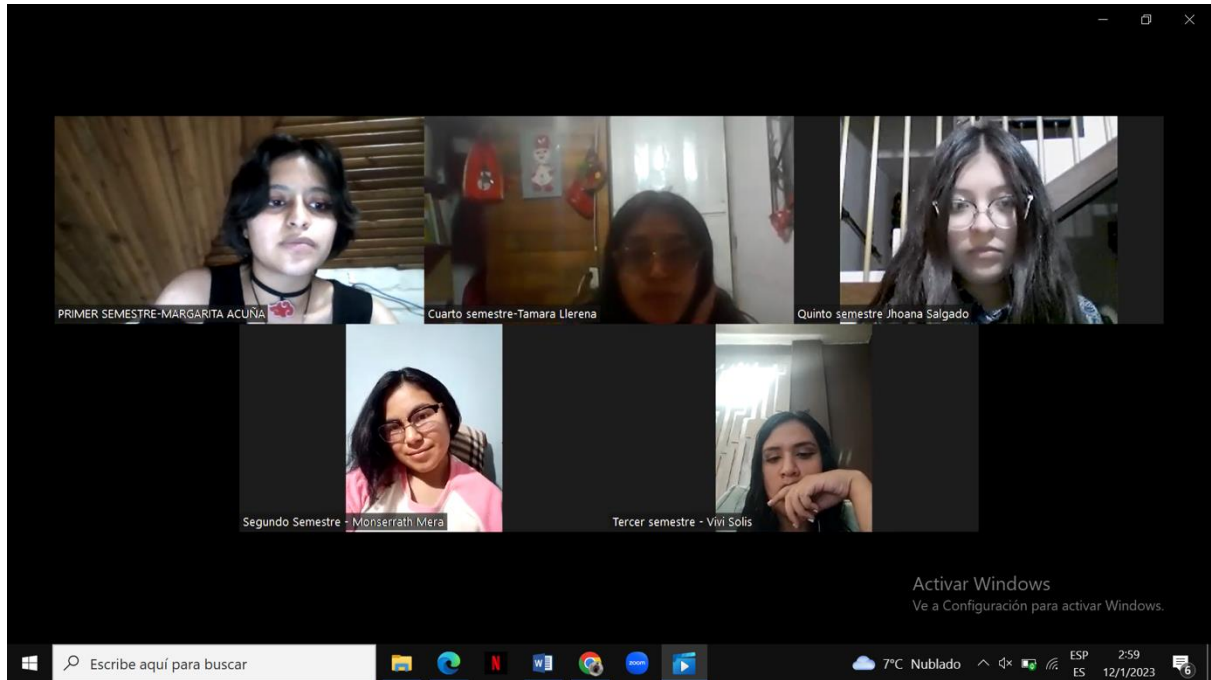 PRIMER SEMESTRE-MARGARITA ACUÑA
Cuarto semestre-Tamara Llerena
Quinto semestre Jhoana Salgado
Segundo Semestre - Monserrath Mera
Tercer semestre - Vivi Solis
Activar Windows
Ve a Configuración para activar Windows.
Escribe aquí para buscar
N
W
zoom
7°C Nublado
ESP
ES
2:59
12/1/2023
6